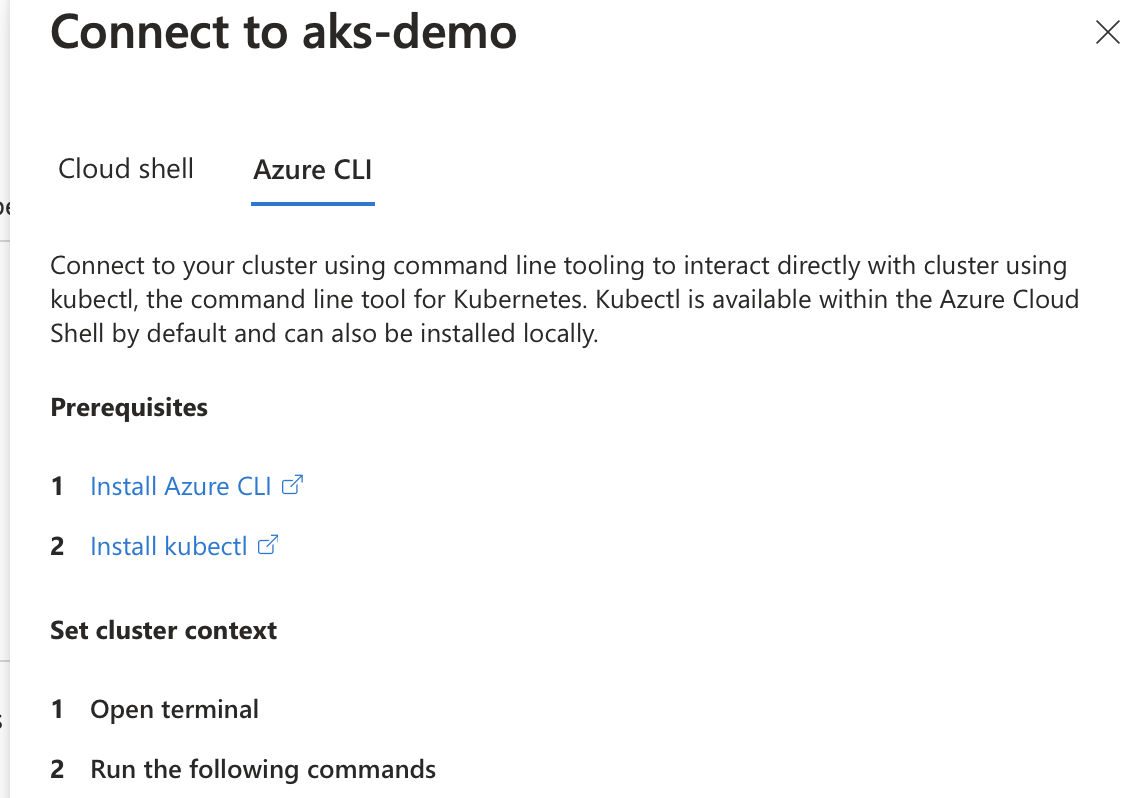 Connect to aks-demo
Cloud shell
Azure CLI
Connect to your cluster using command line tooling to interact directly with cluster using
kubectl, the command line tool for Kubernetes. Kubectl is available within the Azure Cloud
Shell by default and can also be installed locally.
Prerequisites
1 Install Azure CLI
2 Install kubectl
Set cluster context
1 Open terminal
2 Run the following commands